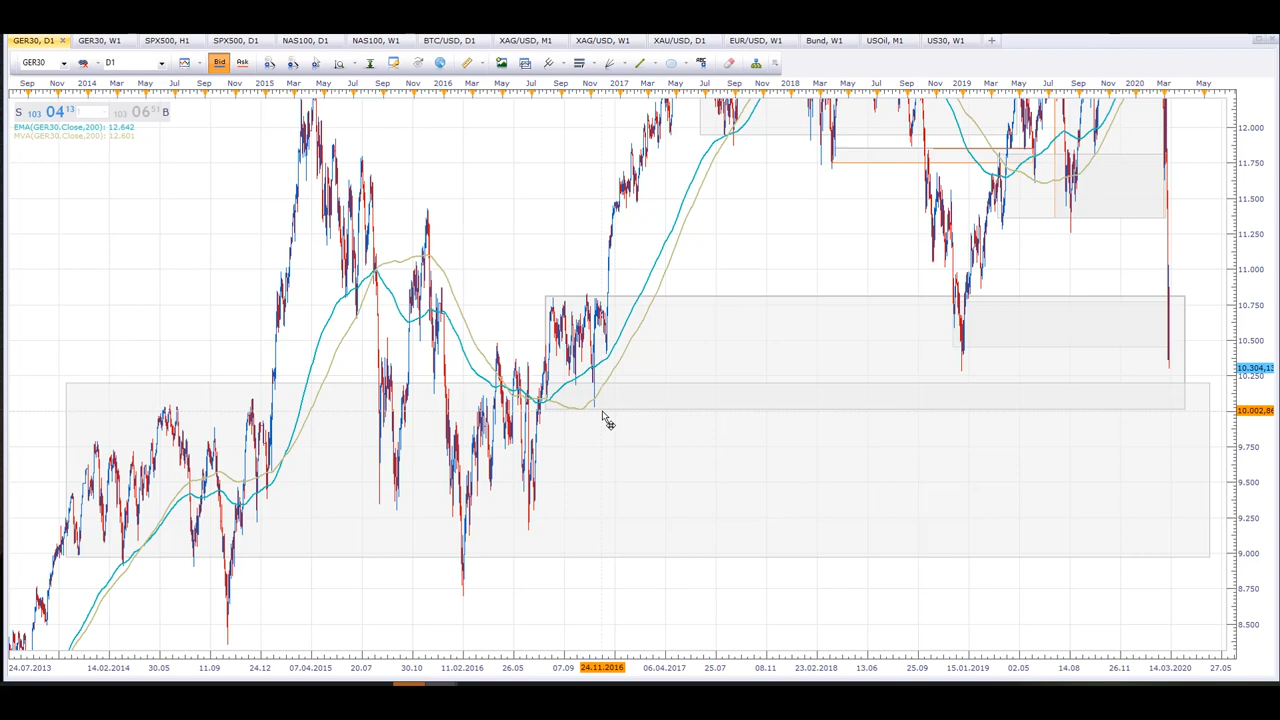 GER30, D1 GER30, W1 SPX500, H1 SPX500, D1 NAS100, D1 NAS100, W1 BTC/USD, D1 XAG/USD, M1 XAG/USD, W1 XAU/USD, D1 EUR/USD, W1 Bund, W1 USOil, M1 US30, W1
GER30 D1 Bid Ask
Sep Nov 2014 Mar May Jul Sep Nov 2015 Mar May Jul Sep Nov 2016 Mar May Jul Sep Nov 2017 Mar May Jul Sep Nov 2018 Mar May Jul Sep Nov 2019 Mar May Jul Sep Nov 2020 Mar May
S 103 04 13 1 103 06 51 B
EMA(GER30.Close,200): 12.642
MVA(GER30.Close,200): 12.601
12.000
11.750
11.500
11.250
11.000
10.750
10.500
10.304,13
10.250
10.002,86
9.750
9.500
9.250
9.000
8.750
8.500
24.07.2013 14.02.2014 30.05 11.09 24.12 07.04.2015 20.07 30.10 11.02.2016 26.05 07.09 24.11.2016 06.04.2017 25.07 08.11 23.02.2018 13.06 25.09 15.01.2019 02.05 14.08 26.11 14.03.2020 27.05